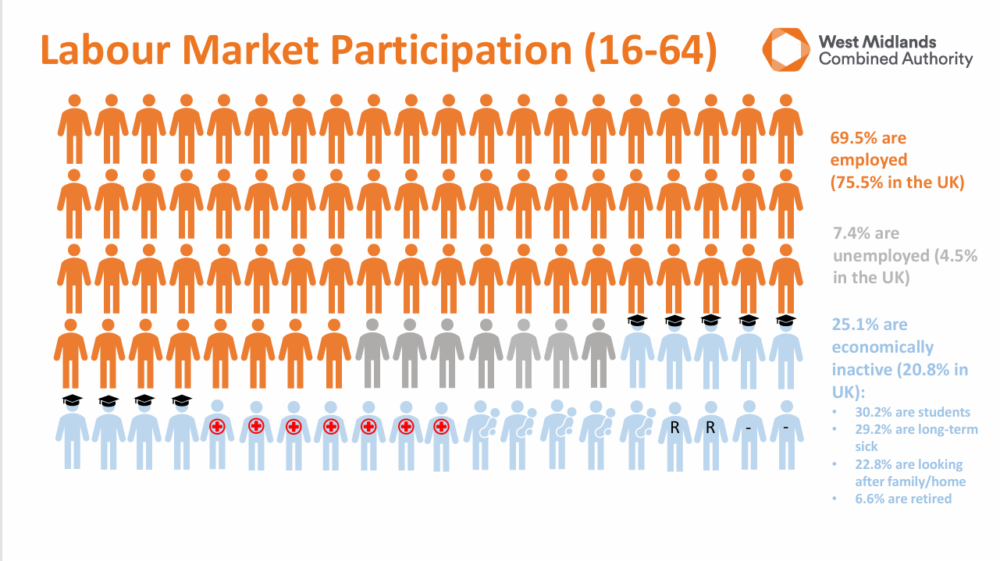 Labour Market Participation (16-64)
West Midlands
Combined Authority
69.5% are
employed
(75.5% in the UK)
7.4% are
unemployed (4.5%
in the UK)
25.1% are
economically
inactive (20.8% in
UK):
• 30.2% are students
• 29.2% are long-term
sick
• 22.8% are looking
after family/home
• 6.6% are retired
R R - -